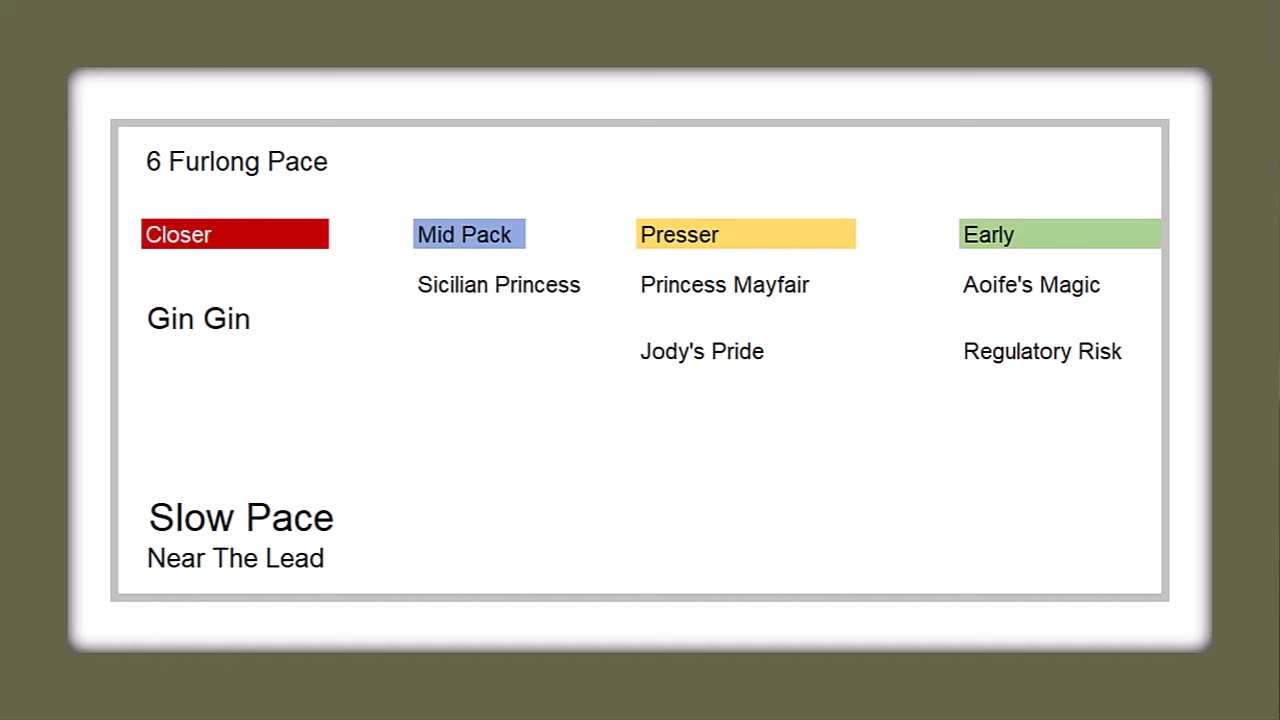 6 Furlong Pace
Closer Mid Pack Presser Early
Sicilian Princess Princess Mayfair Aoife's Magic
Gin Gin
Jody's Pride Regulatory Risk
Slow Pace
Near The Lead